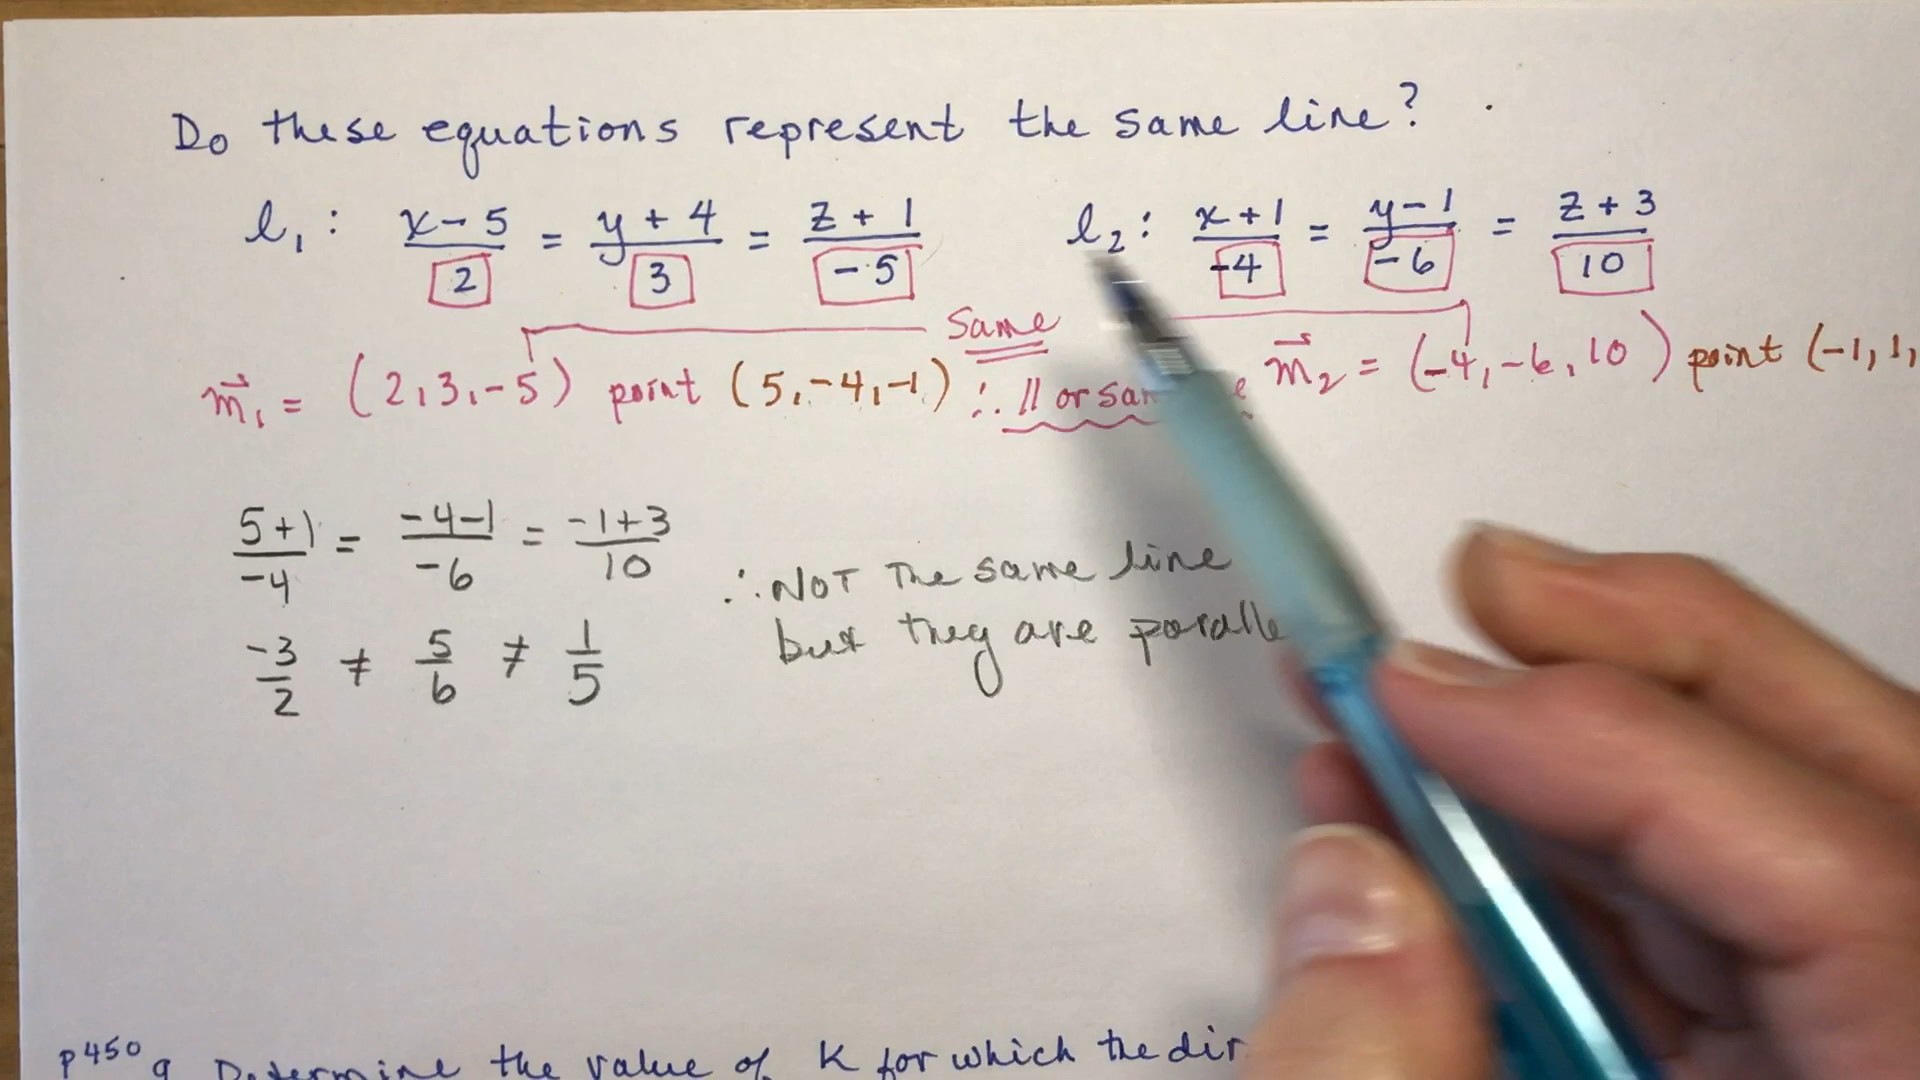 Do these equations represent the same line?
l₁: (x-5)/2 = (y+4)/3 = (z+1)/-5 l₂: (x+1)/-4 = (y-1)/-6 = (z+3)/10
Same
m⃗₁ = (2,3,-5) point (5,-4,-1) ∴ // or m⃗₂ = (-4,-6,10) point (-1,1,
(5+1)/-4 = (-4-1)/-6 = (-1+3)/10
∴ NOT The same line
-3/2 ≠ 5/6 ≠ 1/5
but they are paralle
p450 9 Determine the value of K for which the dir